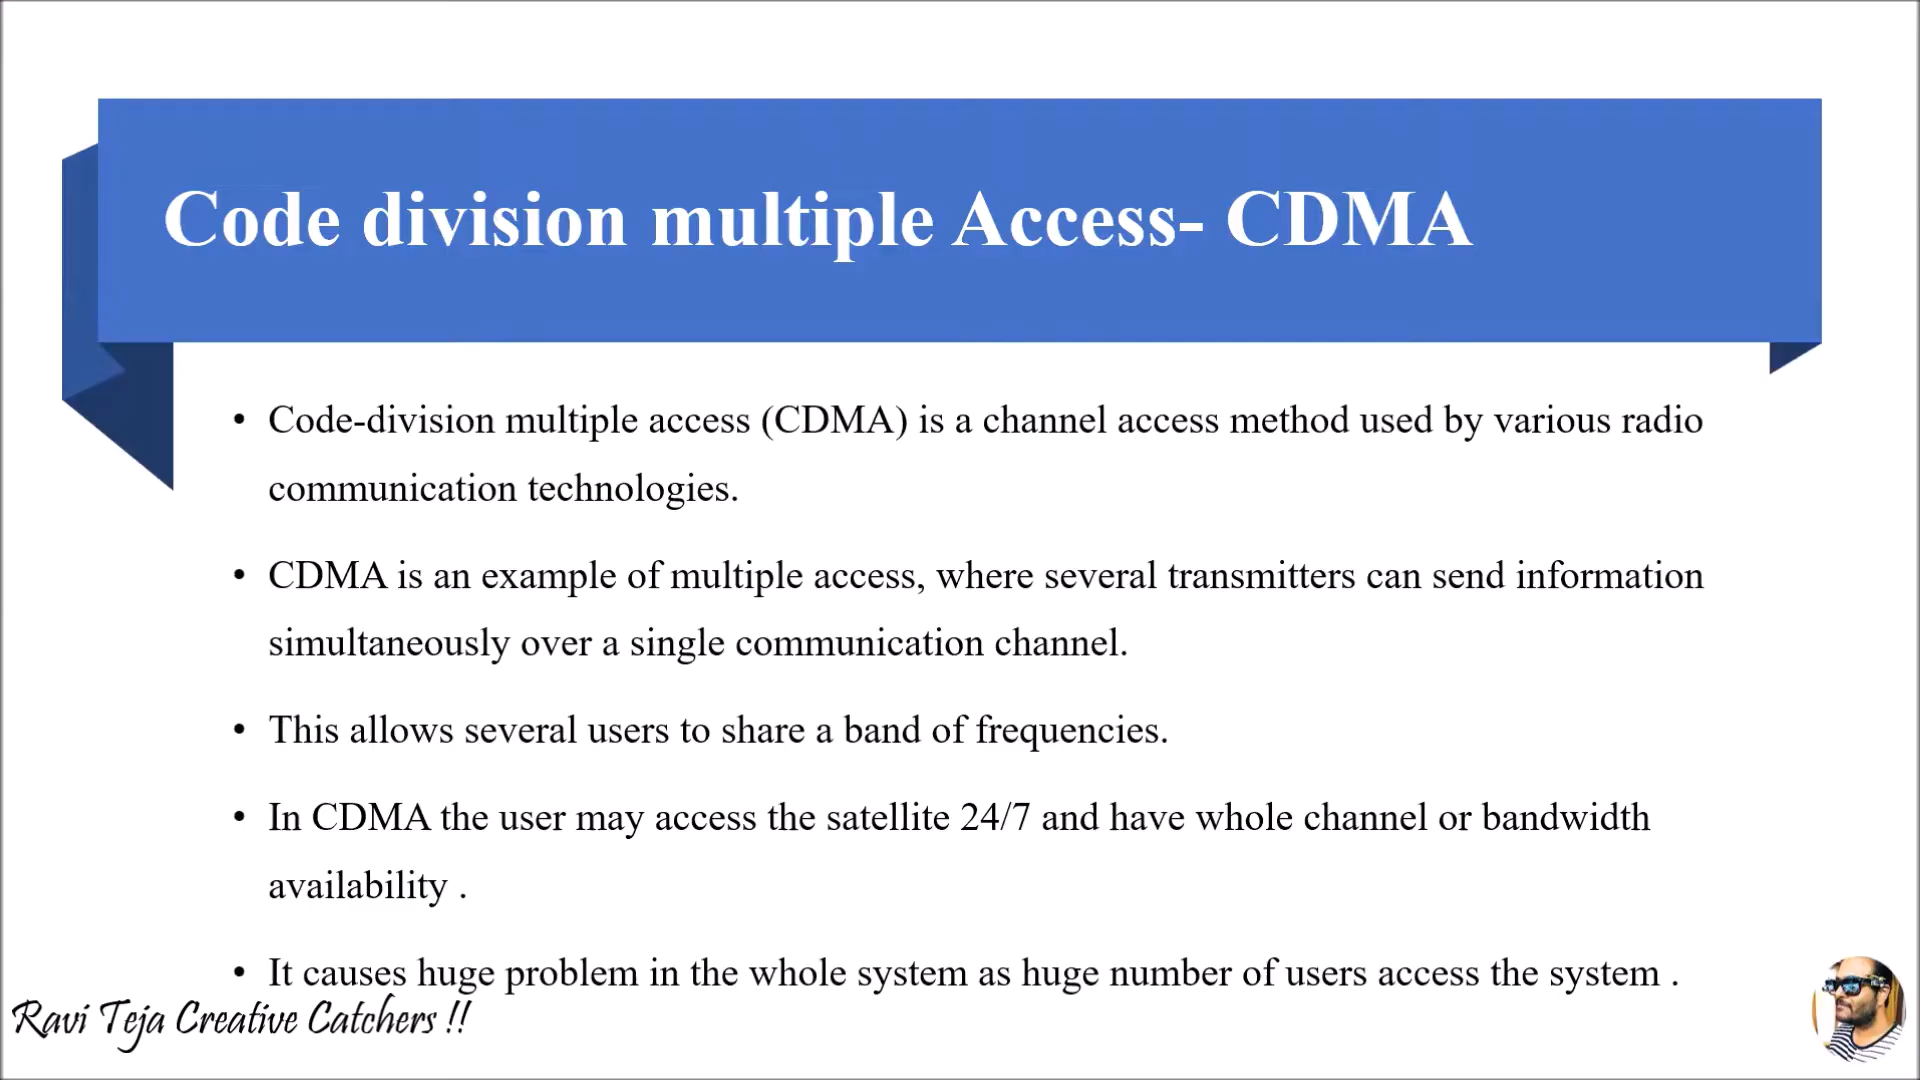 Code division multiple Access- CDMA
• Code-division multiple access (CDMA) is a channel access method used by various radio
communication technologies.
• CDMA is an example of multiple access, where several transmitters can send information
simultaneously over a single communication channel.
• This allows several users to share a band of frequencies.
• In CDMA the user may access the satellite 24/7 and have whole channel or bandwidth
availability .
• It causes huge problem in the whole system as huge number of users access the system .
Ravi Teja Creative Catchers !!